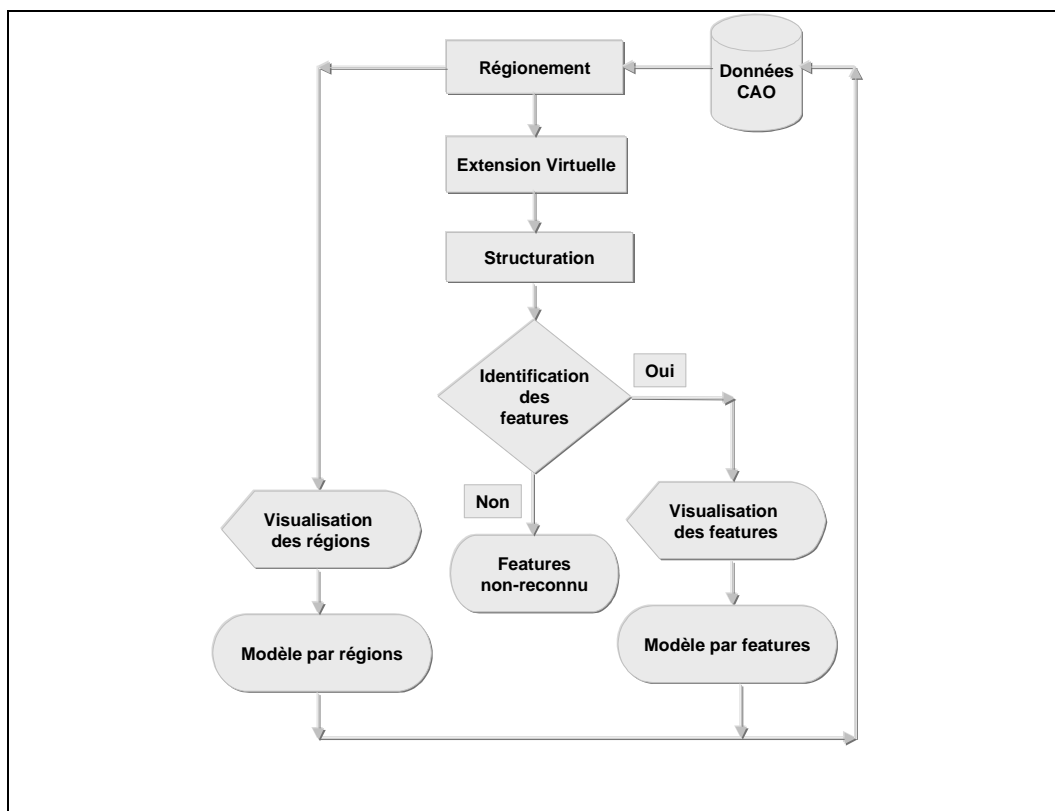 Régionement
Données
CAO
Extension Virtuelle
Structuration
Identification
des
features
Oui
Non
Visualisation
des régions
Features
non-reconnu
Visualisation
des features
Modèle par régions
Modèle par features